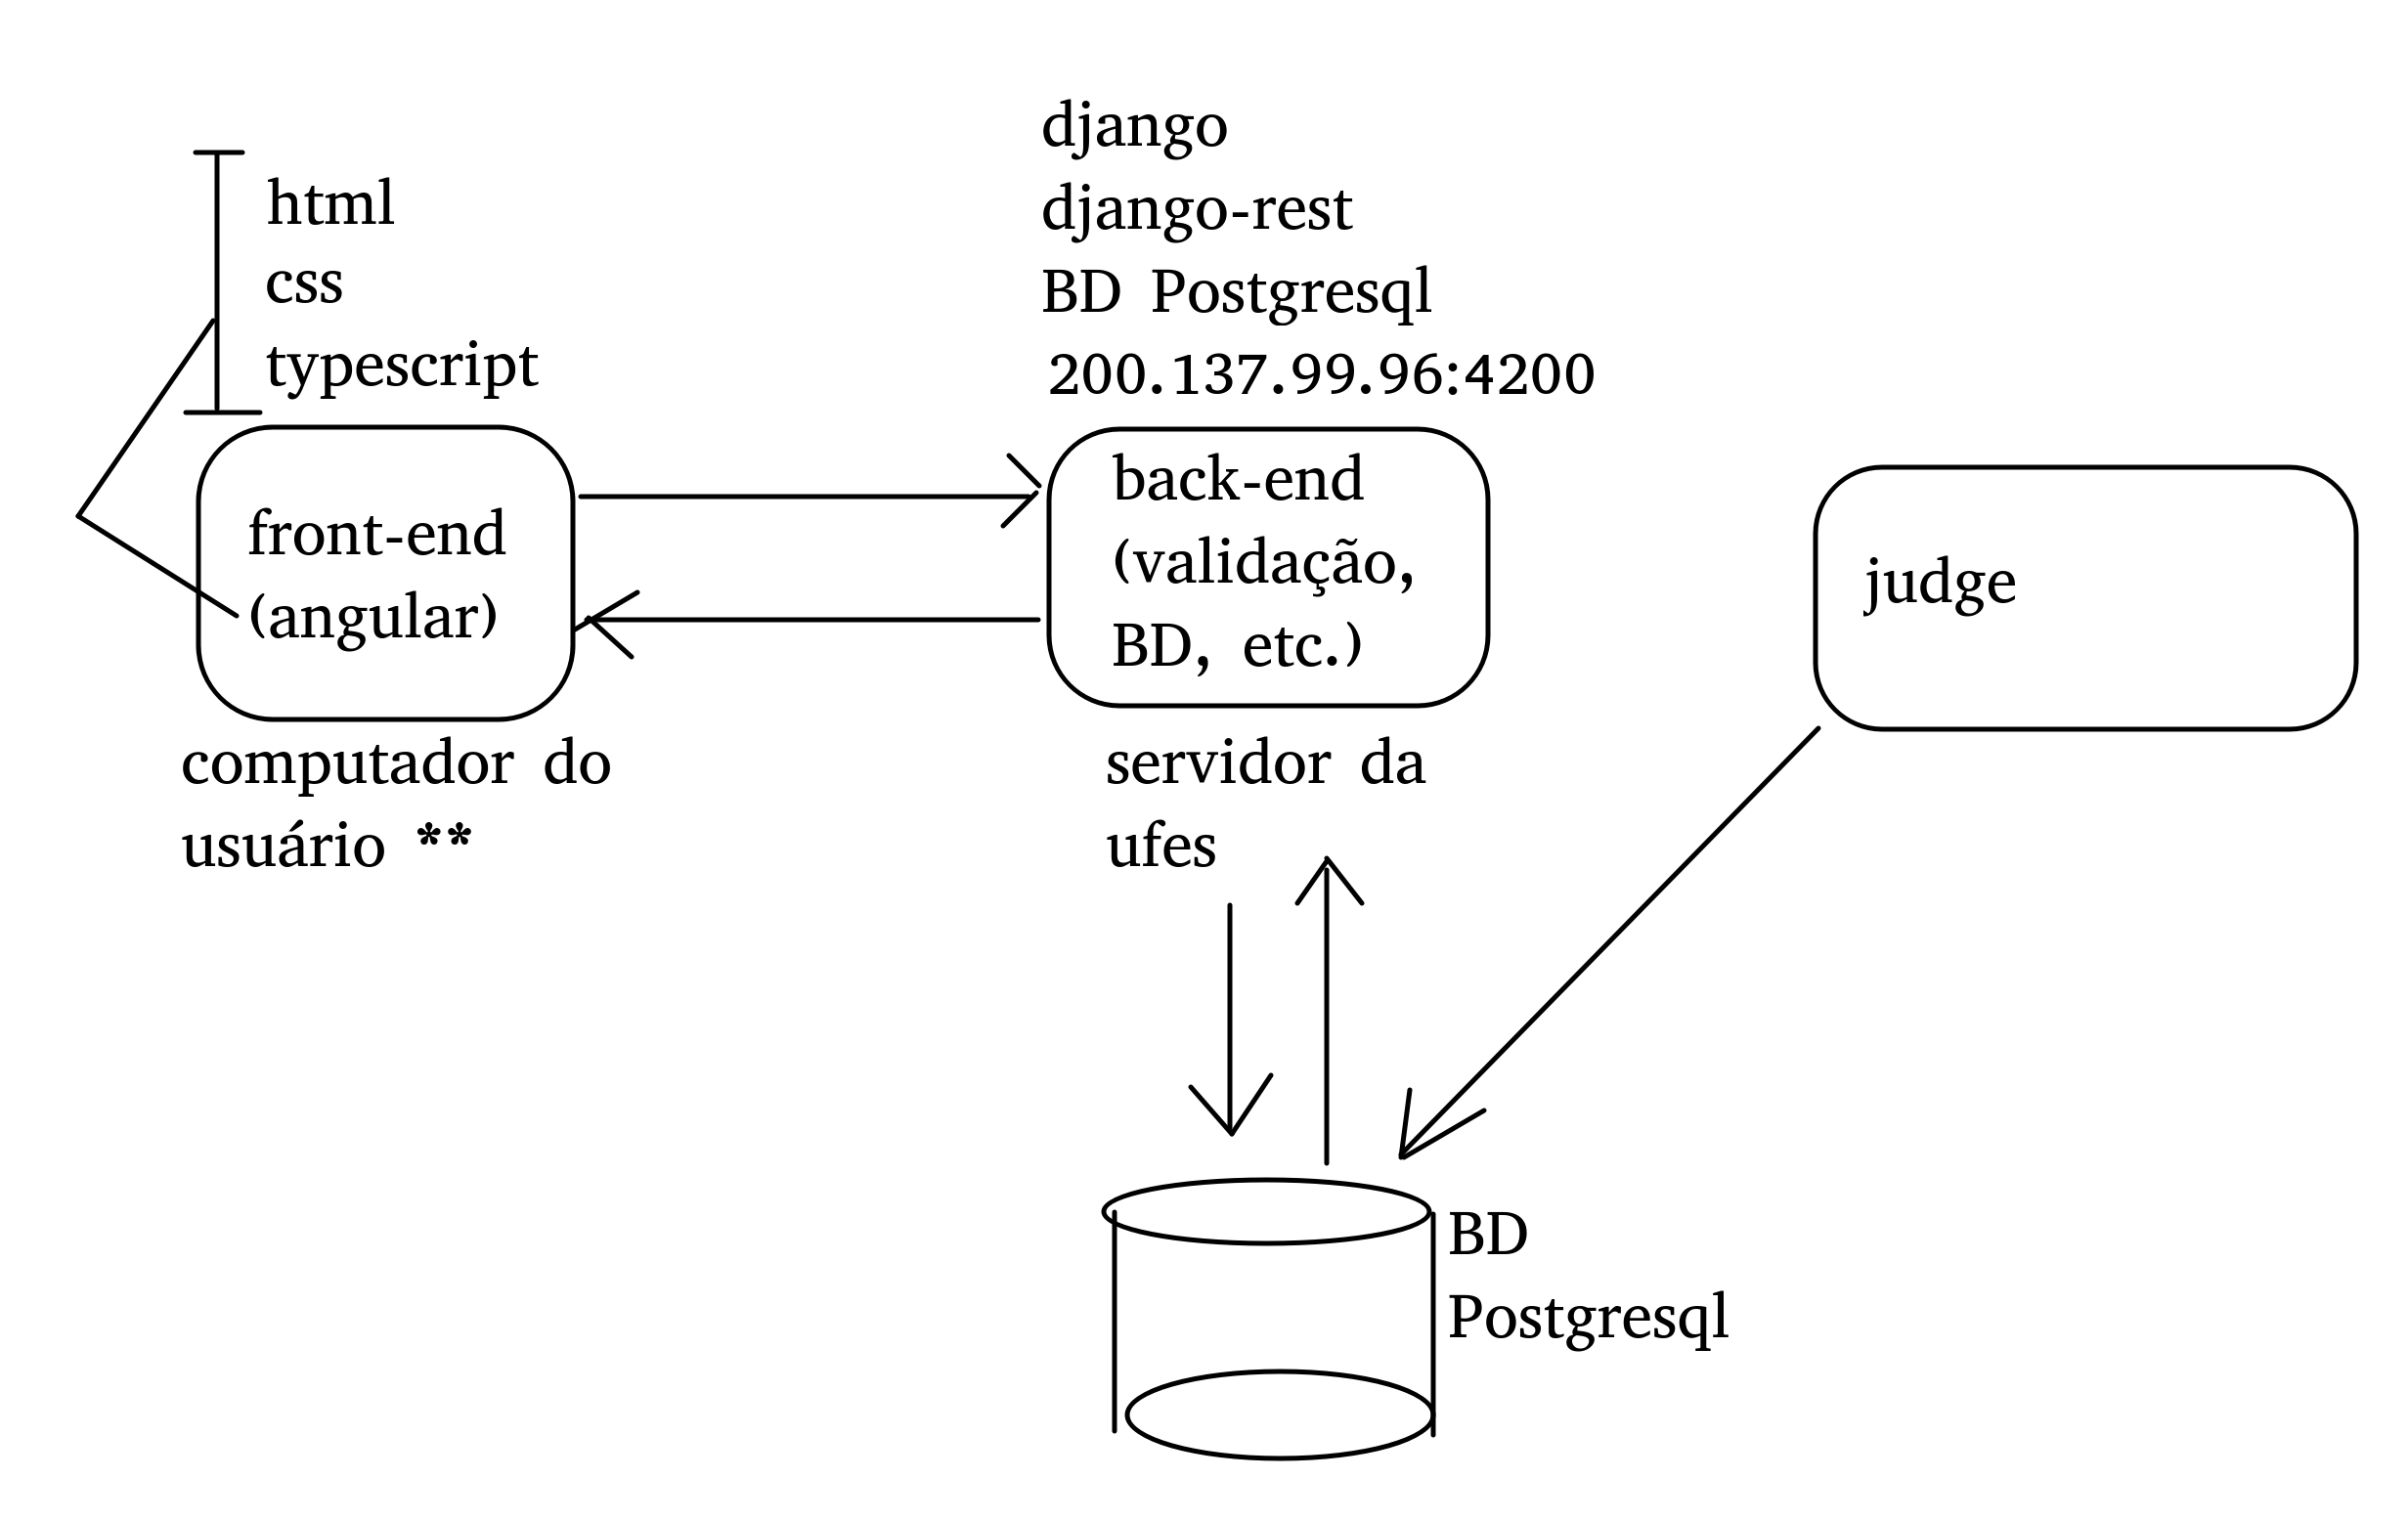 html
css
typescript
front-end
(angular)
computador do
usuário **
django
django-rest
BD Postgresql
200.137.99.96:4200
back-end
(validação,
BD, etc.)
servidor da
ufes
judge
BD
Postgresql